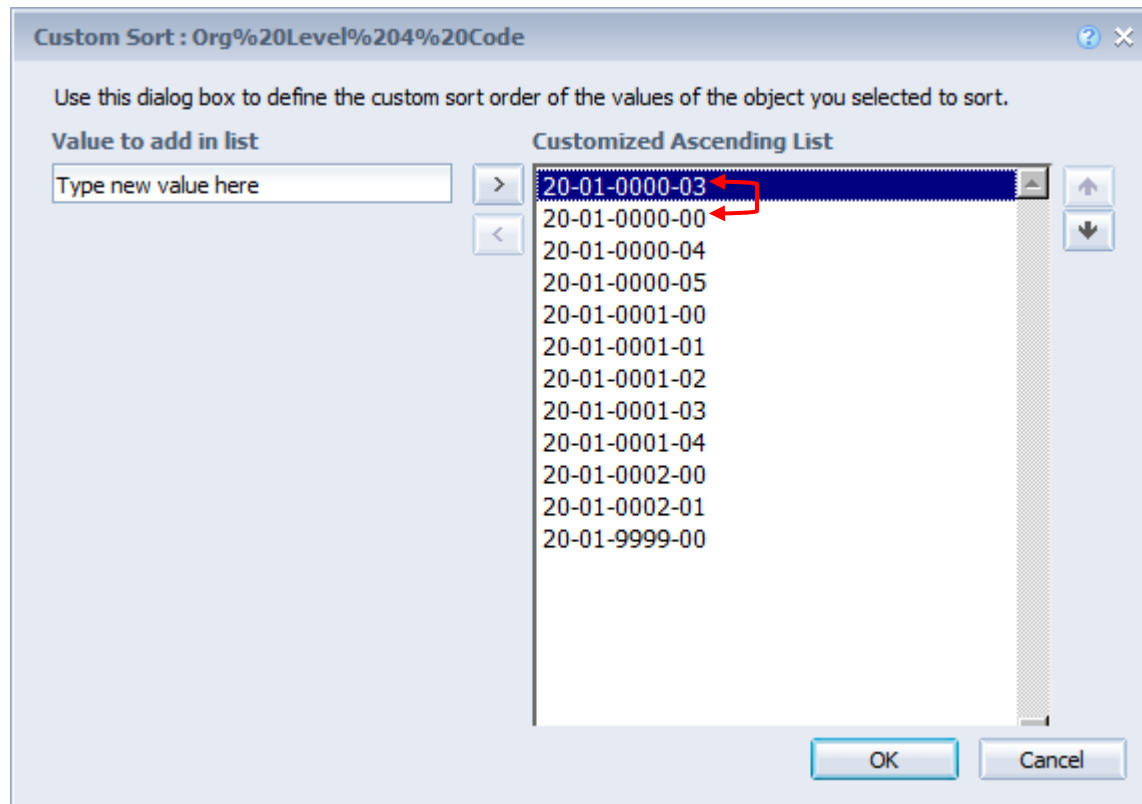 Custom Sort : Org%20Level%204%20Code
Use this dialog box to define the custom sort order of the values of the object you selected to sort.
Value to add in list
Customized Ascending List
Type new value here
>
<
20-01-0000-03
20-01-0000-00
20-01-0000-04
20-01-0000-05
20-01-0001-00
20-01-0001-01
20-01-0001-02
20-01-0001-03
20-01-0001-04
20-01-0002-00
20-01-0002-01
20-01-9999-00
OK
Cancel